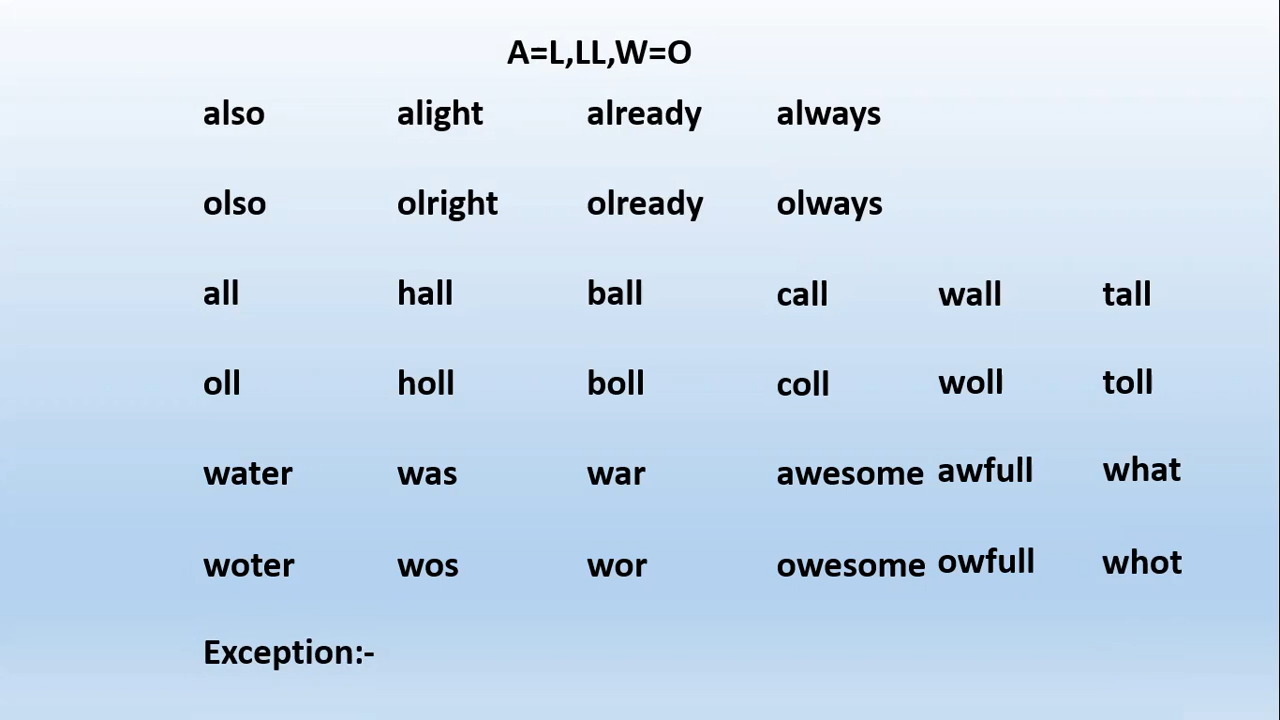 A=L,LL,W=O
also alight already always
olso olright olready olways
all hall ball call wall tall
oll holl boll coll woll toll
water was war awesome awfull what
woter wos wor owesome owfull whot
Exception:-